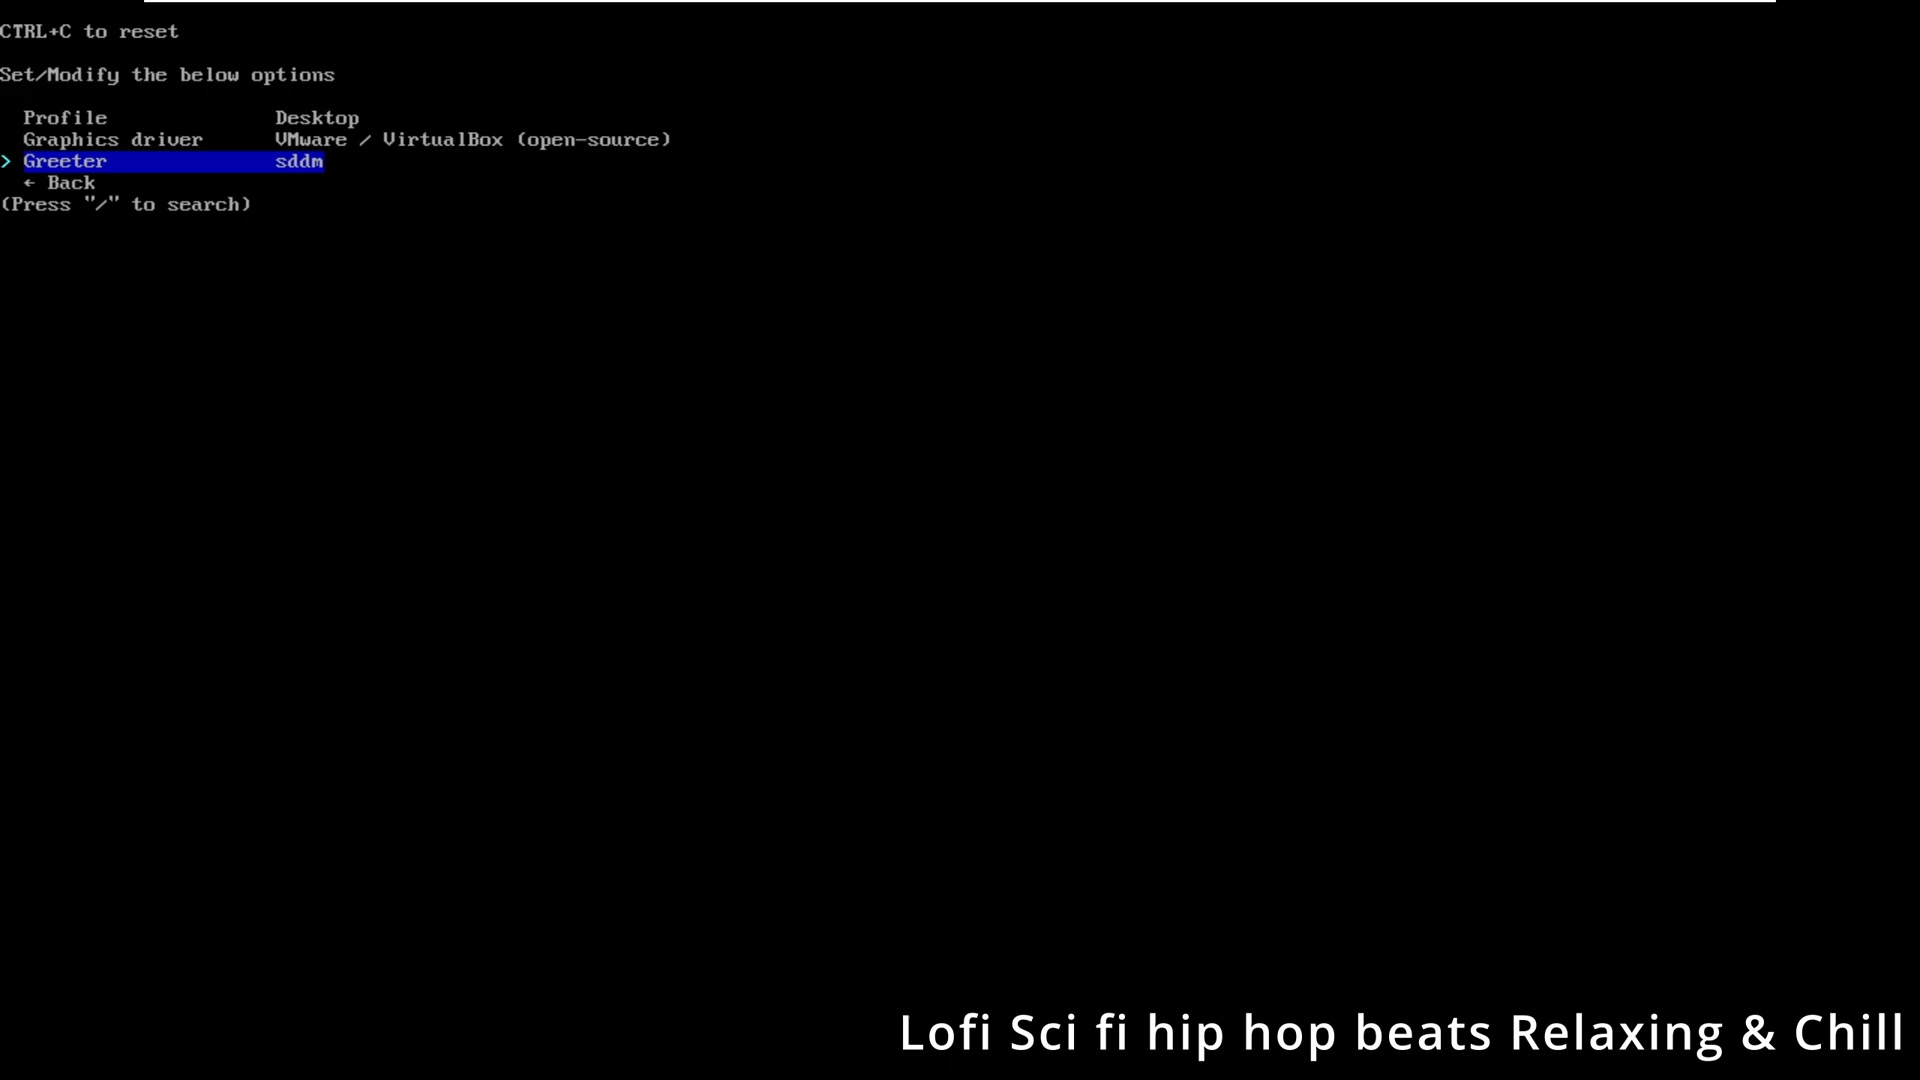 CTRL+C to reset
Set/Modify the below options
Profile Desktop
Graphics driver VMware / VirtualBox (open-source)
> Greeter sddm
← Back
(Press "/" to search)
Lofi Sci fi hip hop beats Relaxing & Chill